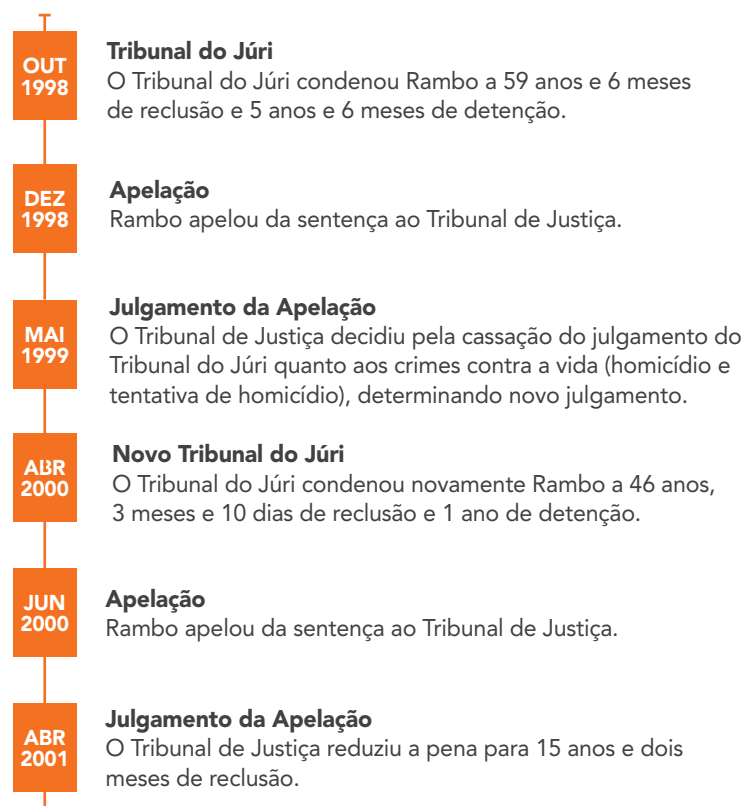 OUT
1998
Tribunal do Júri
O Tribunal do Júri condenou Rambo a 59 anos e 6 meses
de reclusão e 5 anos e 6 meses de detenção.
DEZ
1998
Apelação
Rambo apelou da sentença ao Tribunal de Justiça.
MAI
1999
Julgamento da Apelação
O Tribunal de Justiça decidiu pela cassação do julgamento do
Tribunal do Júri quanto aos crimes contra a vida (homicídio e
tentativa de homicídio), determinando novo julgamento.
ABR
2000
Novo Tribunal do Júri
O Tribunal do Júri condenou novamente Rambo a 46 anos,
3 meses e 10 dias de reclusão e 1 ano de detenção.
JUN
2000
Apelação
Rambo apelou da sentença ao Tribunal de Justiça.
ABR
2001
Julgamento da Apelação
O Tribunal de Justiça reduziu a pena para 15 anos e dois
meses de reclusão.